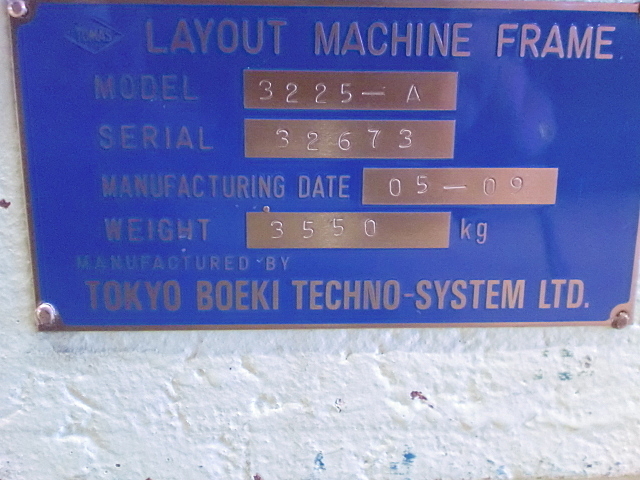 TOMAS LAYOUT MACHINE FRAME
MODEL 3225-A
SERIAL 32673
MANUFACTURING DATE 05-09
WEIGHT 3550 kg
MANUFACTURED BY
TOKYO BOEKI TECHNO-SYSTEM LTD.